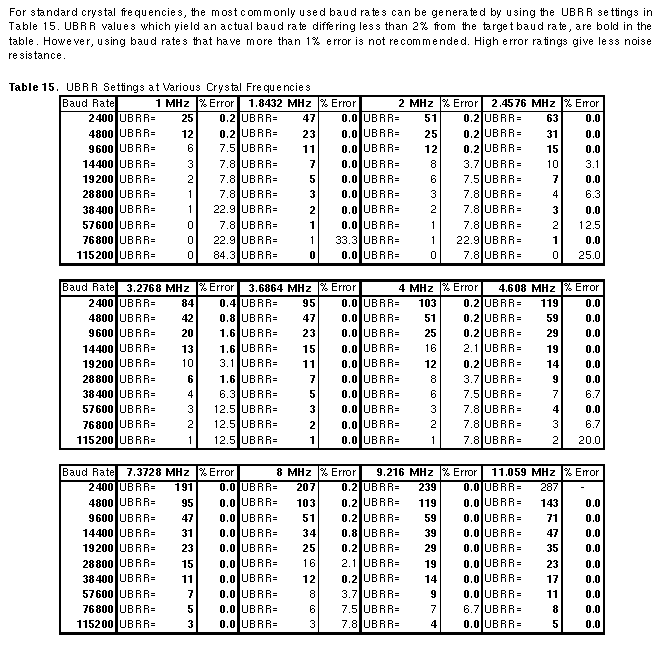 For standard crystal frequencies, the most commonly used baud rates can be generated by using the UBRR settings in
Table 15. UBRR values which yield an actual baud rate differing less than 2% from the target baud rate, are bold in the
table. However, using baud rates that have more than 1% error is not recommended. High error ratings give less noise
resistance.
Table 15. UBRR Settings at Various Crystal Frequencies
Baud Rate 1 MHz %Error 1.8432 MHz %Error 2 MHz %Error 2.4576 MHz %Error
2400 UBRR= 25 0.2 UBRR= 47 0.0 UBRR= 51 0.2 UBRR= 63 0.0
4800 UBRR= 12 0.2 UBRR= 23 0.0 UBRR= 25 0.2 UBRR= 31 0.0
9600 UBRR= 6 7.5 UBRR= 11 0.0 UBRR= 12 0.2 UBRR= 15 0.0
14400 UBRR= 3 7.8 UBRR= 7 0.0 UBRR= 8 3.7 UBRR= 10 3.1
19200 UBRR= 2 7.8 UBRR= 5 0.0 UBRR= 6 7.5 UBRR= 7 0.0
28800 UBRR= 1 7.8 UBRR= 3 0.0 UBRR= 3 7.8 UBRR= 4 6.3
38400 UBRR= 1 22.9 UBRR= 2 0.0 UBRR= 2 7.8 UBRR= 3 0.0
57600 UBRR= 0 7.8 UBRR= 1 0.0 UBRR= 1 7.8 UBRR= 2 12.5
76800 UBRR= 0 22.9 UBRR= 1 33.3 UBRR= 1 22.9 UBRR= 1 0.0
115200 UBRR= 0 84.3 UBRR= 0 0.0 UBRR= 0 7.8 UBRR= 0 25.0
Baud Rate 3.2768 MHz %Error 3.6864 MHz %Error 4 MHz %Error 4.608 MHz %Error
2400 UBRR= 84 0.4 UBRR= 95 0.0 UBRR= 103 0.2 UBRR= 119 0.0
4800 UBRR= 42 0.8 UBRR= 47 0.0 UBRR= 51 0.2 UBRR= 59 0.0
9600 UBRR= 20 1.6 UBRR= 23 0.0 UBRR= 25 0.2 UBRR= 29 0.0
14400 UBRR= 13 1.6 UBRR= 15 0.0 UBRR= 16 2.1 UBRR= 19 0.0
19200 UBRR= 10 3.1 UBRR= 11 0.0 UBRR= 12 0.2 UBRR= 14 0.0
28800 UBRR= 6 1.6 UBRR= 7 0.0 UBRR= 8 3.7 UBRR= 9 0.0
38400 UBRR= 4 6.3 UBRR= 5 0.0 UBRR= 6 7.5 UBRR= 7 6.7
57600 UBRR= 3 12.5 UBRR= 3 0.0 UBRR= 3 7.8 UBRR= 4 0.0
76800 UBRR= 2 12.5 UBRR= 2 0.0 UBRR= 2 7.8 UBRR= 3 6.7
115200 UBRR= 1 12.5 UBRR= 1 0.0 UBRR= 1 7.8 UBRR= 2 20.0
Baud Rate 7.3728 MHz %Error 8 MHz %Error 9.216 MHz %Error 11.059 MHz %Error
2400 UBRR= 191 0.0 UBRR= 207 0.2 UBRR= 239 0.0 UBRR= 287 -
4800 UBRR= 95 0.0 UBRR= 103 0.2 UBRR= 119 0.0 UBRR= 143 0.0
9600 UBRR= 47 0.0 UBRR= 51 0.2 UBRR= 59 0.0 UBRR= 71 0.0
14400 UBRR= 31 0.0 UBRR= 34 0.8 UBRR= 39 0.0 UBRR= 47 0.0
19200 UBRR= 23 0.0 UBRR= 25 0.2 UBRR= 29 0.0 UBRR= 35 0.0
28800 UBRR= 15 0.0 UBRR= 16 2.1 UBRR= 19 0.0 UBRR= 23 0.0
38400 UBRR= 11 0.0 UBRR= 12 0.2 UBRR= 14 0.0 UBRR= 17 0.0
57600 UBRR= 7 0.0 UBRR= 8 3.7 UBRR= 9 0.0 UBRR= 11 0.0
76800 UBRR= 5 0.0 UBRR= 6 7.5 UBRR= 7 6.7 UBRR= 8 0.0
115200 UBRR= 3 0.0 UBRR= 3 7.8 UBRR= 4 0.0 UBRR= 5 0.0